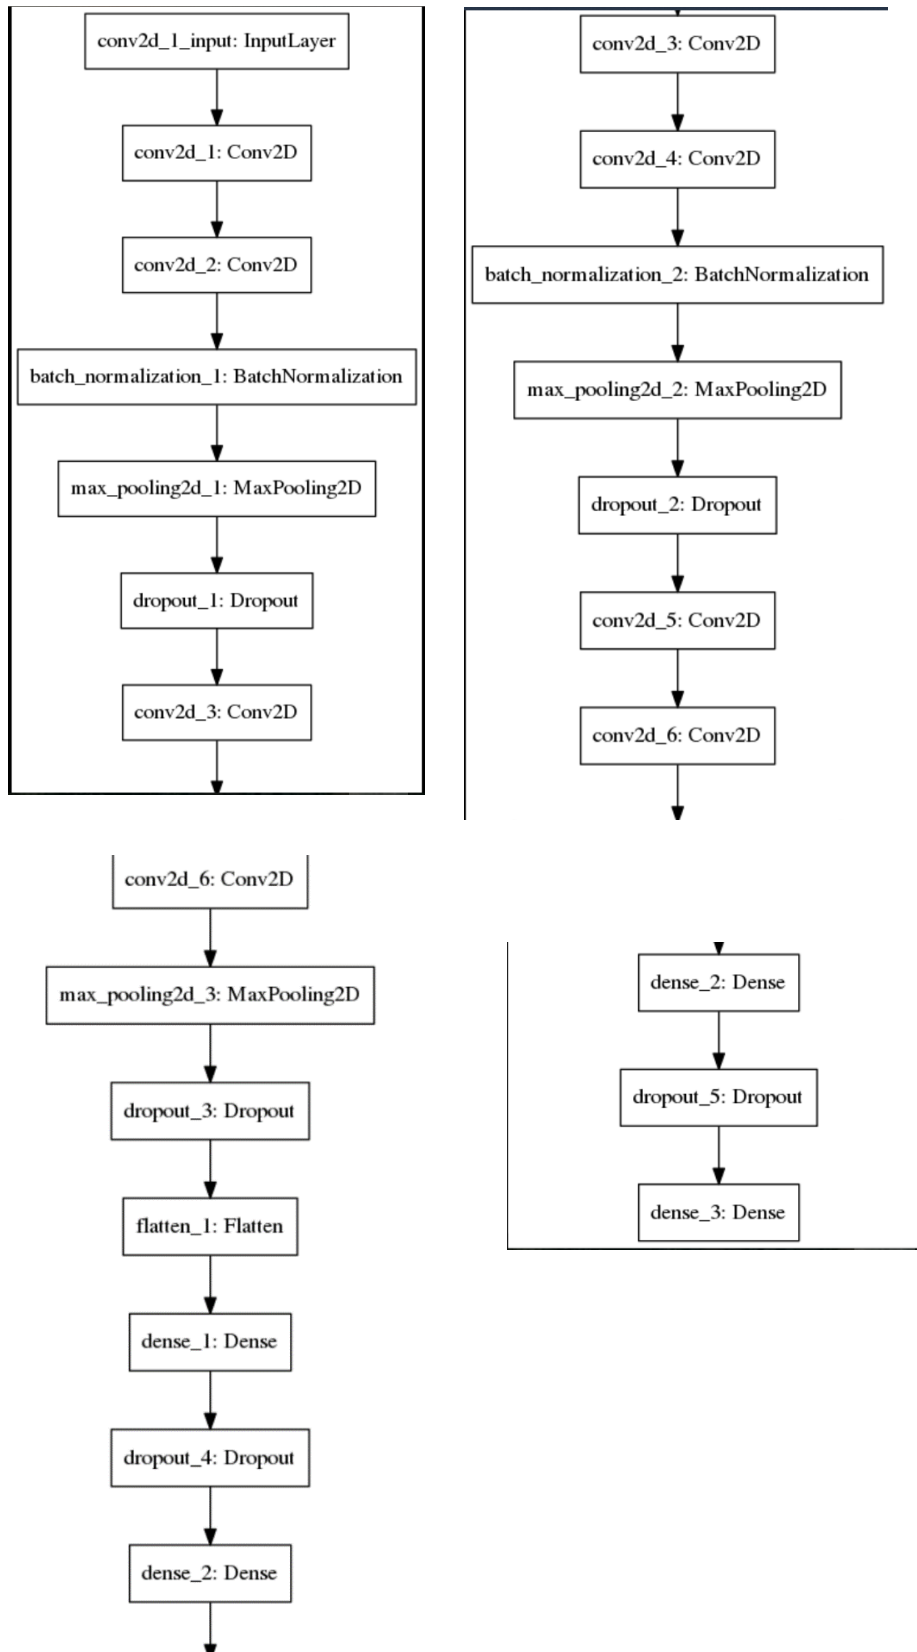 conv2d_1_input: InputLayer
conv2d_1: Conv2D
conv2d_2: Conv2D
batch_normalization_1: BatchNormalization
max_pooling2d_1: MaxPooling2D
dropout_1: Dropout
conv2d_3: Conv2D
conv2d_3: Conv2D
conv2d_4: Conv2D
batch_normalization_2: BatchNormalization
max_pooling2d_2: MaxPooling2D
dropout_2: Dropout
conv2d_5: Conv2D
conv2d_6: Conv2D
conv2d_6: Conv2D
max_pooling2d_3: MaxPooling2D
dropout_3: Dropout
flatten_1: Flatten
dense_1: Dense
dropout_4: Dropout
dense_2: Dense
dense_2: Dense
dropout_5: Dropout
dense_3: Dense